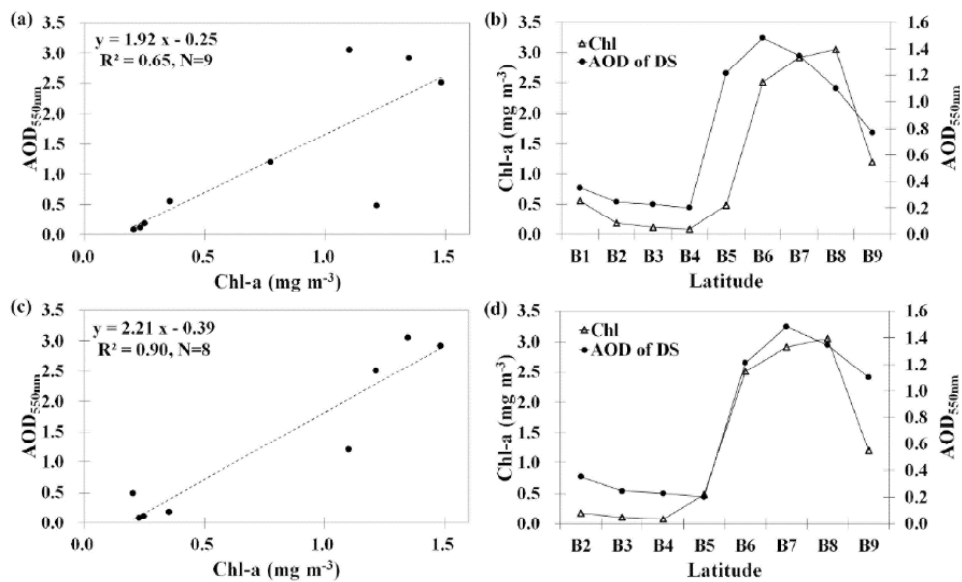 (a)
y = 1.92 x - 0.25
R² = 0.65, N=9
AOD550nm
3.5
3.0
2.5
2.0
1.5
1.0
0.5
0.0
0.0 0.5 1.0 1.5
Chl-a (mg m⁻³)
(b)
Chl
AOD of DS
Chl-a (mg m⁻³)
3.5
3.0
2.5
2.0
1.5
1.0
0.5
0.0
1.6
1.4
1.2
1.0
0.8
0.6
0.4
0.2
0.0
AOD550nm
B1 B2 B3 B4 B5 B6 B7 B8 B9
Latitude
(c)
y = 2.21 x - 0.39
R² = 0.90, N=8
AOD550nm
3.5
3.0
2.5
2.0
1.5
1.0
0.5
0.0
0.0 0.5 1.0 1.5
Chl-a (mg m⁻³)
(d)
Chl
AOD of DS
Chl-a (mg m⁻³)
3.5
3.0
2.5
2.0
1.5
1.0
0.5
0.0
1.6
1.4
1.2
1.0
0.8
0.6
0.4
0.2
0.0
AOD550nm
B2 B3 B4 B5 B6 B7 B8 B9
Latitude